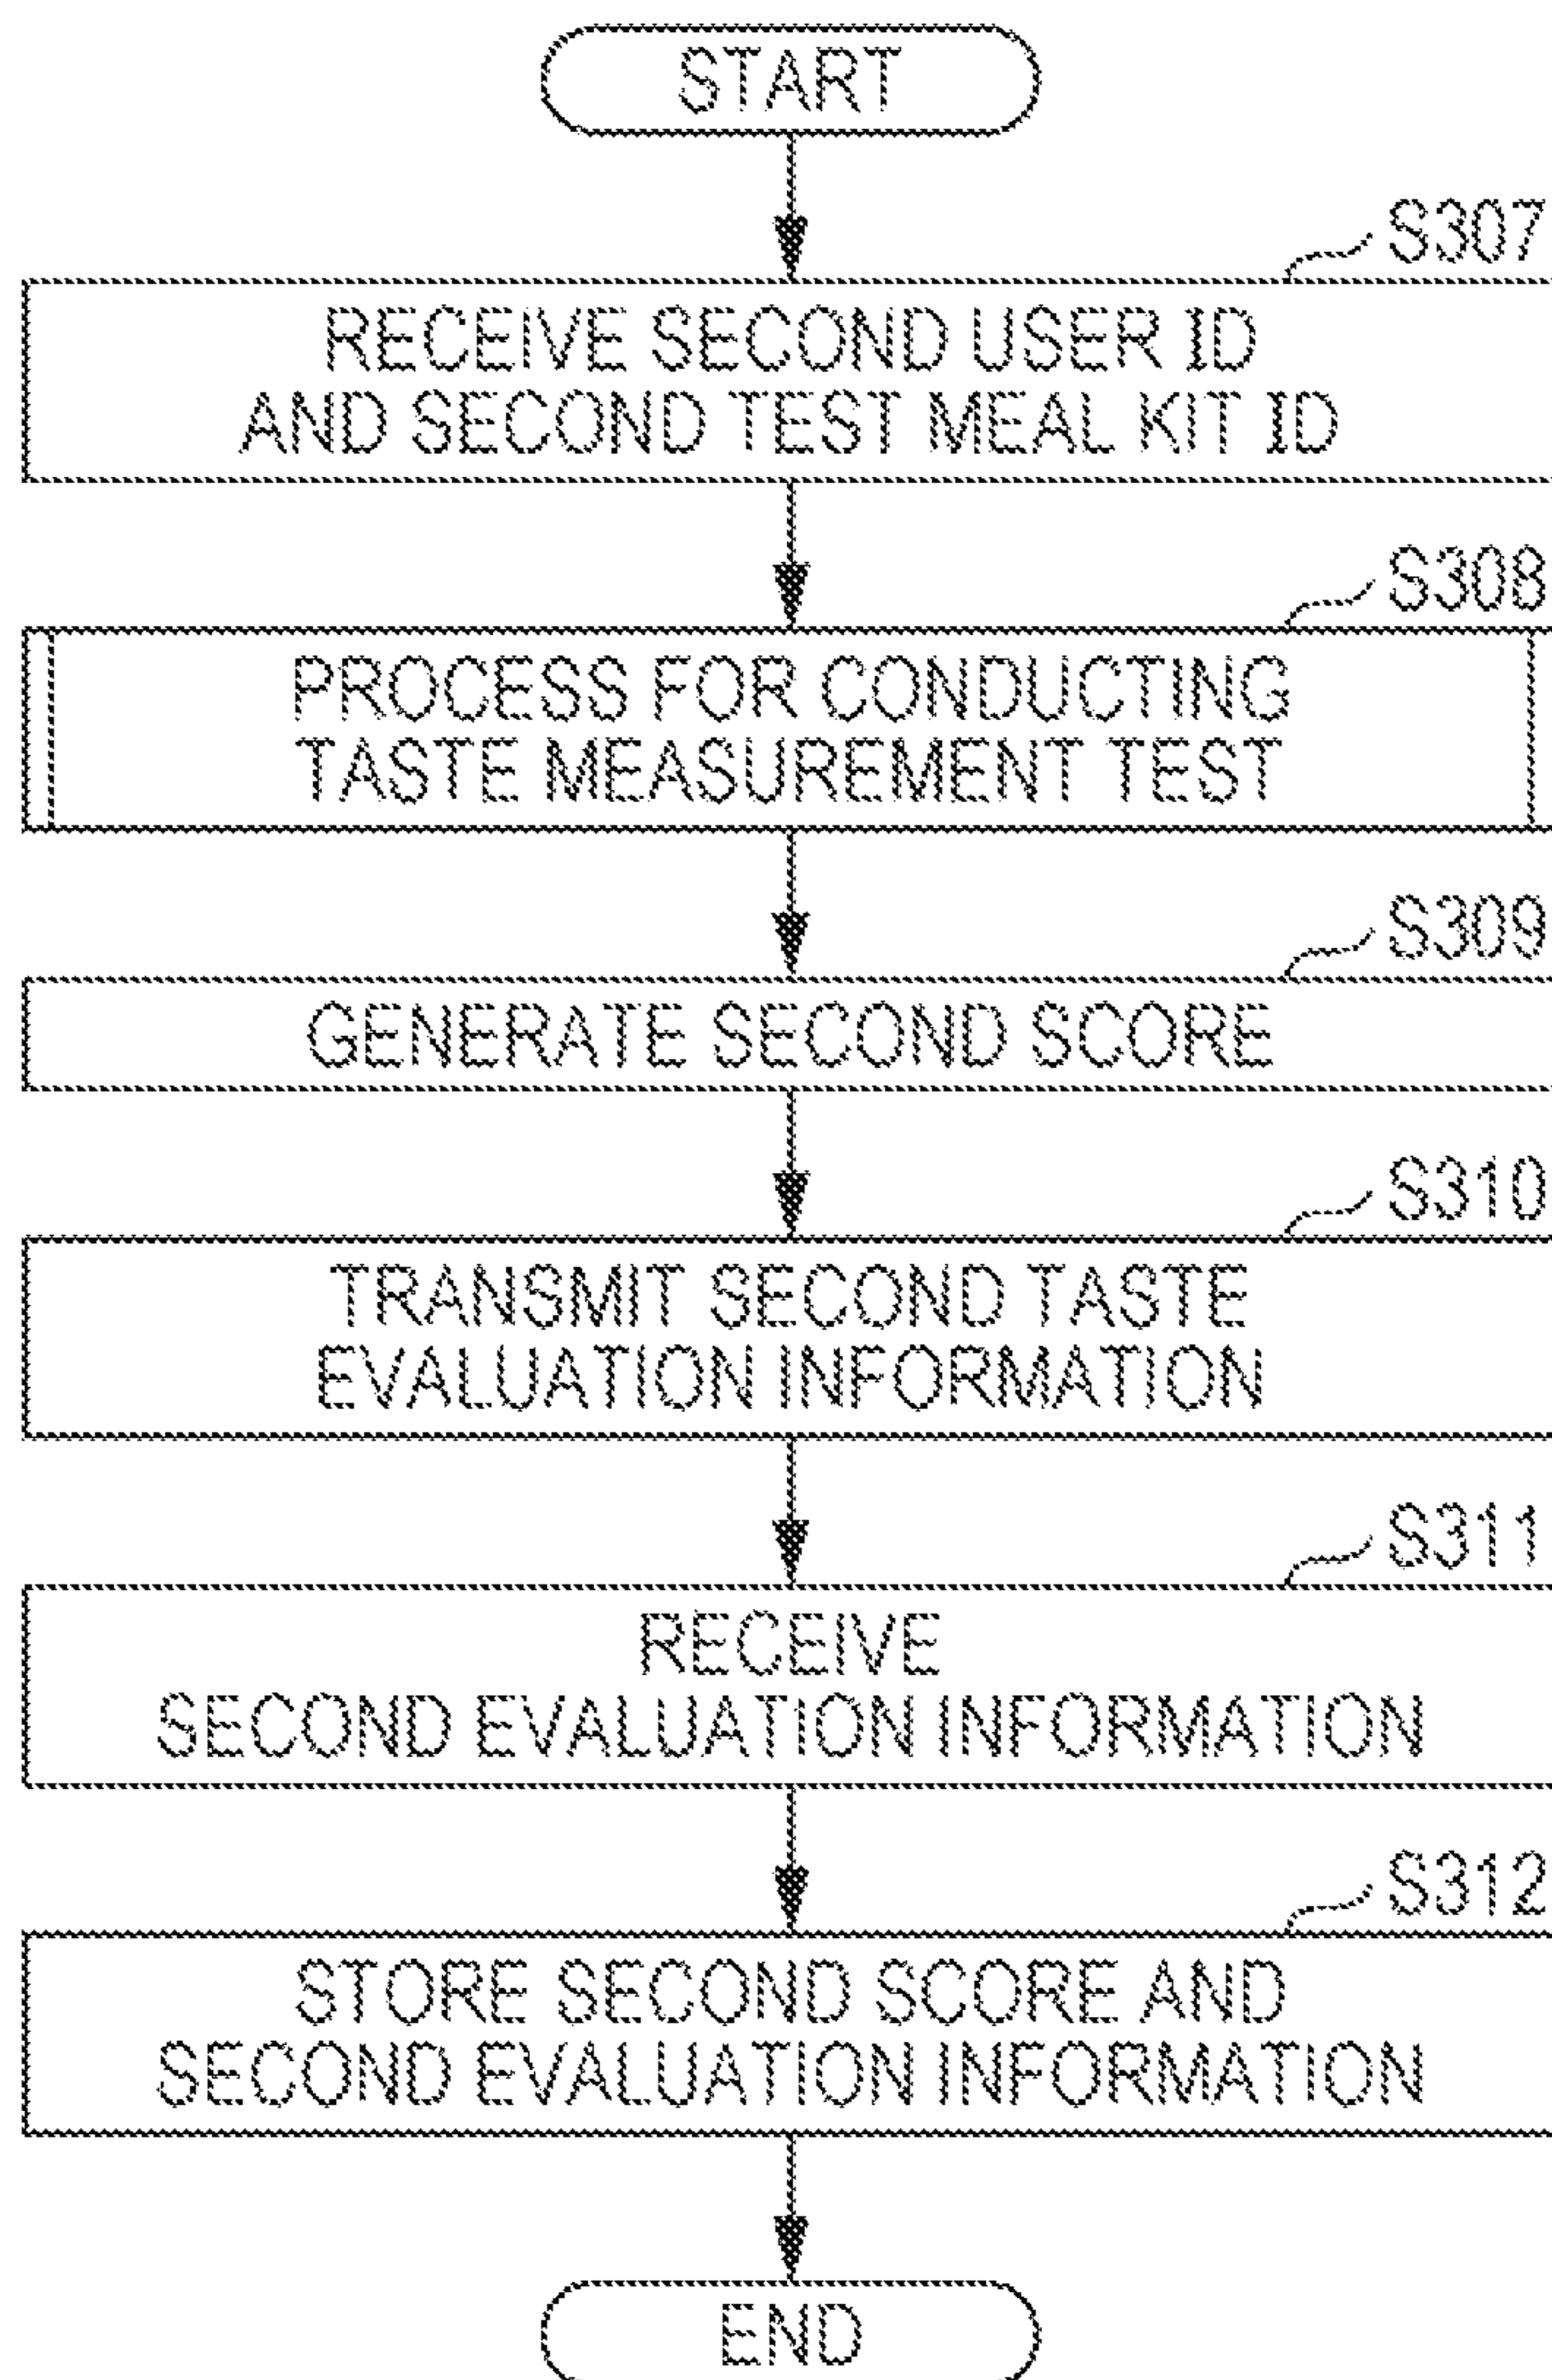 START
S307
RECEIVE SECOND USER ID
AND SECOND TEST MEAL KIT ID
S308
PROCESS FOR CONDUCTING
TASTE MEASUREMENT TEST
S309
GENERATE SECOND SCORE
S310
TRANSMIT SECOND TASTE
EVALUATION INFORMATION
S311
RECEIVE
SECOND EVALUATION INFORMATION
S312
STORE SECOND SCORE AND
SECOND EVALUATION INFORMATION
END